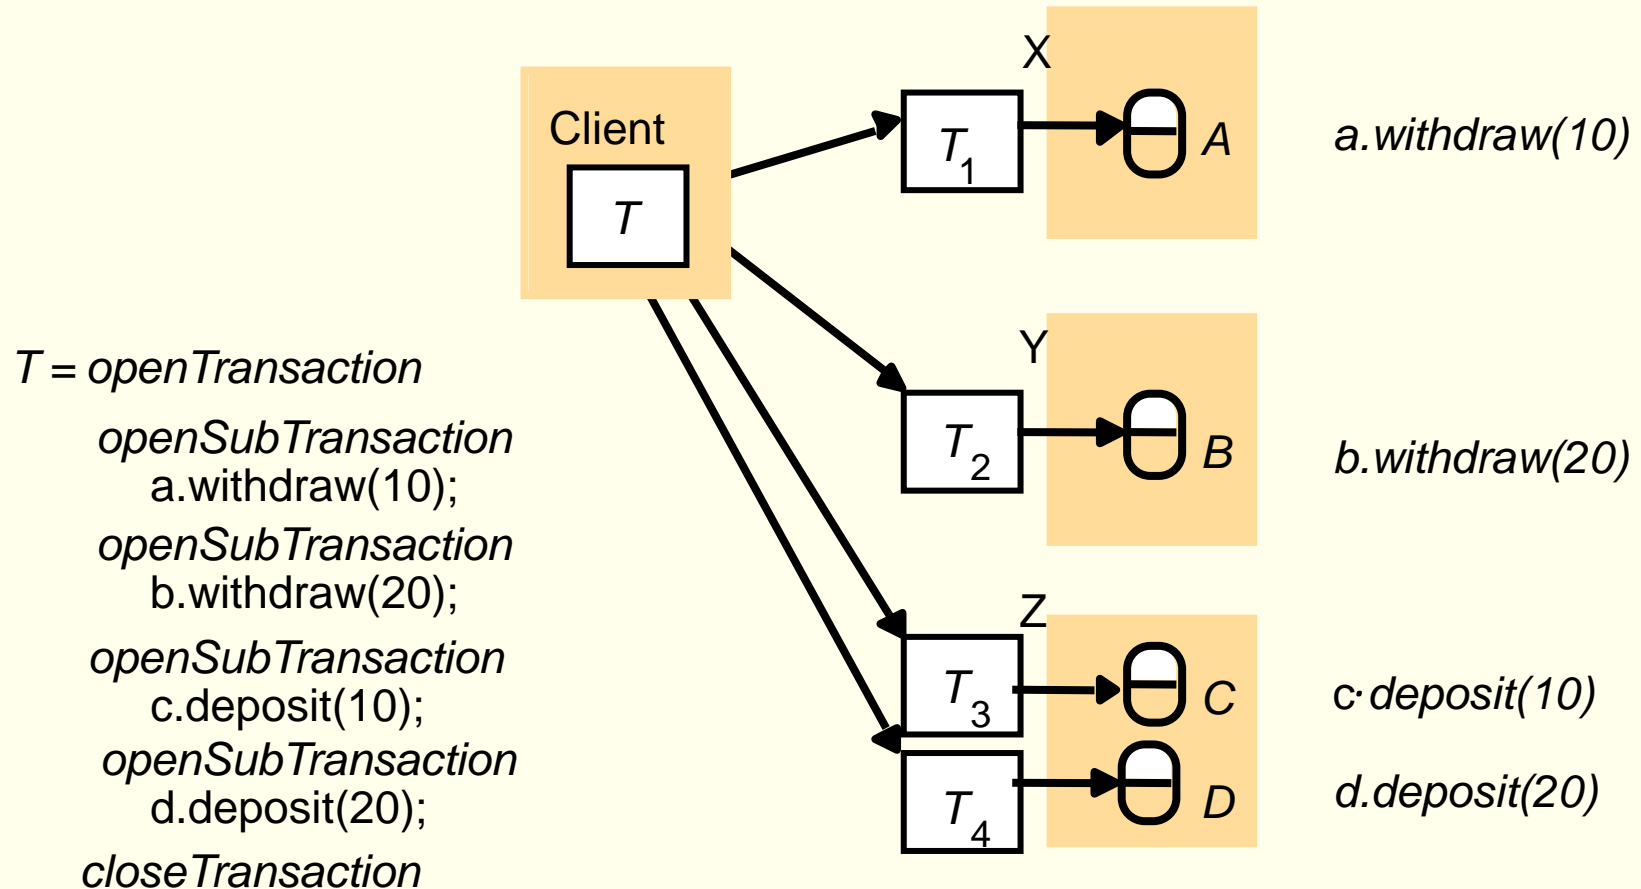 Client
T
T = openTransaction
openSubTransaction
a.withdraw(10);
openSubTransaction
b.withdraw(20);
openSubTransaction
c.deposit(10);
openSubTransaction
d.deposit(20);
closeTransaction
X
T1
A
a.withdraw(10)
Y
T2
B
b.withdraw(20)
Z
T3
C
c.deposit(10)
T4
D
d.deposit(20)